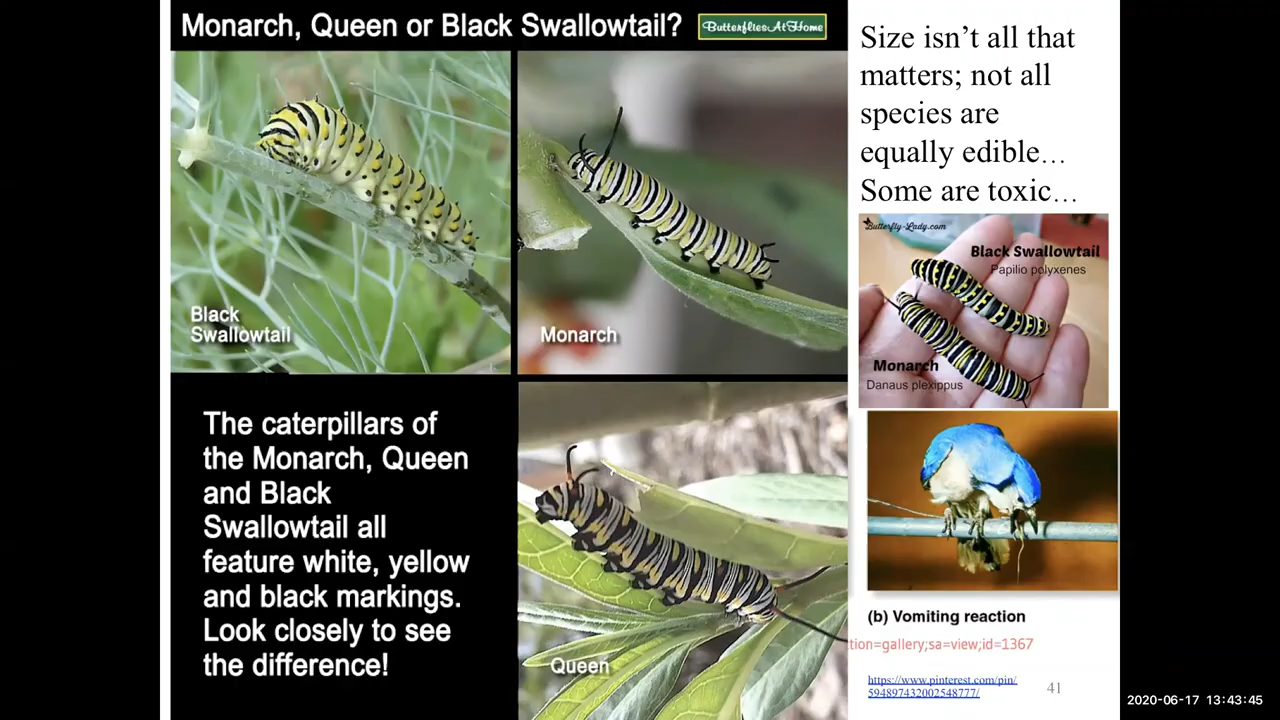 Monarch, Queen or Black Swallowtail?
ButterfliesAtHome
Black
Swallowtail
Monarch
The caterpillars of
the Monarch, Queen
and Black
Swallowtail all
feature white, yellow
and black markings.
Look closely to see
the difference!
Queen
Size isn’t all that
matters; not all
species are
equally edible…
Some are toxic…
Butterfly-Lady.com
Black Swallowtail
Papilio polyxenes
Monarch
Danaus plexippus
(b) Vomiting reaction
tion=gallery;sa=view;id=1367
https://www.pinterest.com/pin/
594897432002548777/
41
2020-06-17 13:43:45